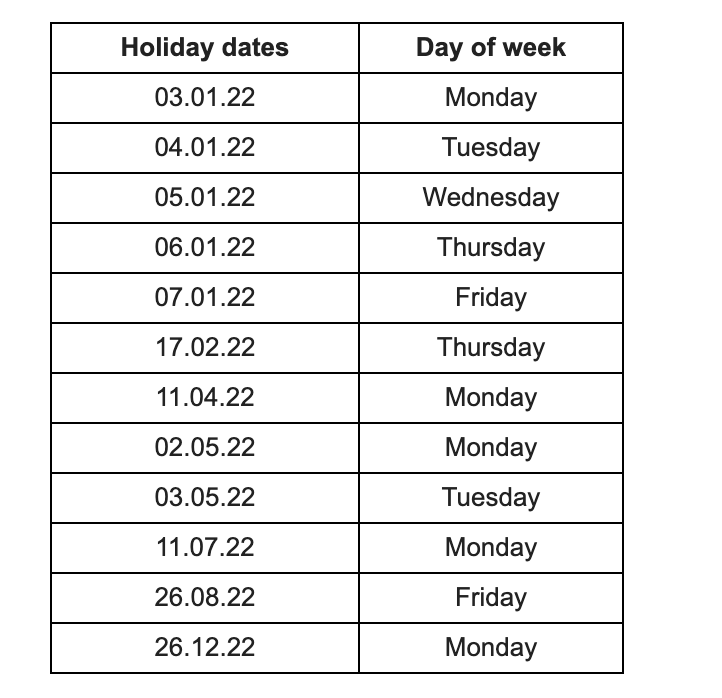 Holiday dates Day of week
03.01.22 Monday
04.01.22 Tuesday
05.01.22 Wednesday
06.01.22 Thursday
07.01.22 Friday
17.02.22 Thursday
11.04.22 Monday
02.05.22 Monday
03.05.22 Tuesday
11.07.22 Monday
26.08.22 Friday
26.12.22 Monday